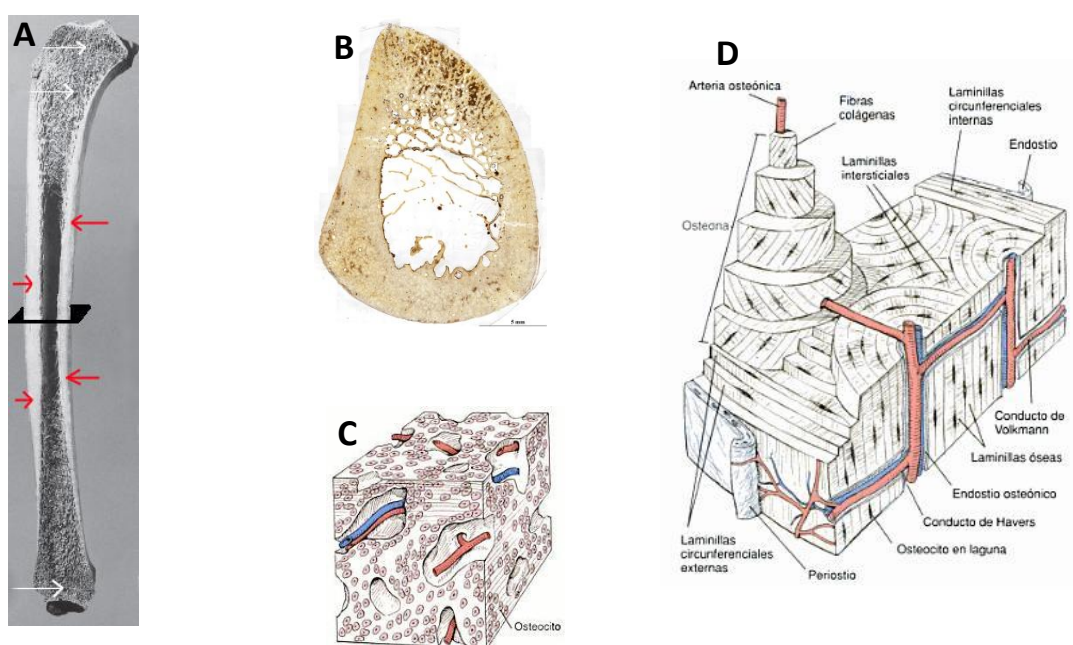 A
B
5 mm
C
Osteocito
D
Arteria osteónica
Fibras
colágenas
Laminillas
circunferenciales
internas
Endostio
Laminillas
intersticiales
Osteona
Conducto de
Volkmann
Laminillas óseas
Endostio osteónico
Conducto de Havers
Osteocito en laguna
Laminillas
circunferenciales
externas
Periostio